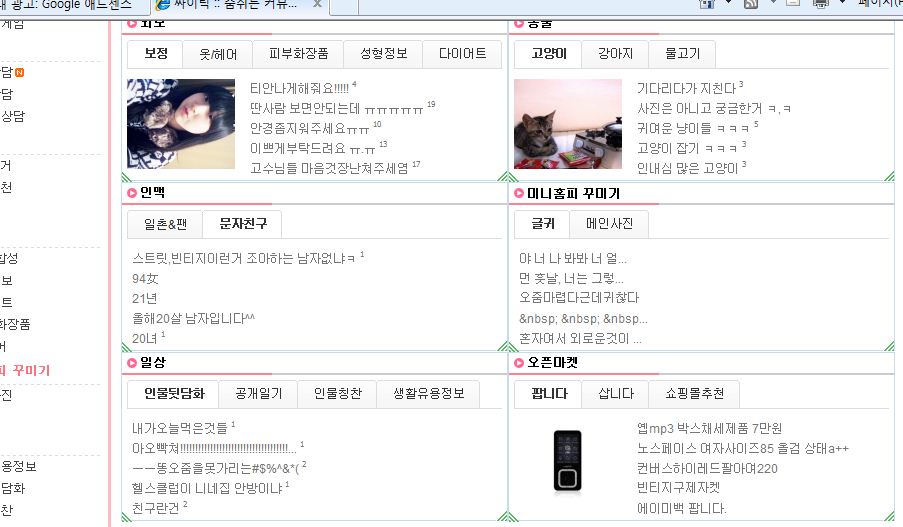 광고: Google 애드센스
싸이럭 :: 춤추는 커뮤...
페이지(P
담 N
담
상담
거
천
합성
보
트
화장품
어
피 꾸미기
진
용정보
담화
찬
외모
보정 옷/헤어 피부화장품 성형정보 다이어트
티안나게해줘요!!!!! 4
딴사람 보면안되는데 ㅠㅠㅠㅠㅠㅠ 19
안경좀지워주세요ㅠㅠ 10
이쁘게부탁드려요 ㅠ.ㅠ 13
고수님들 마음것장난쳐주세염 17
동물
고양이 강아지 물고기
기다리다가 지친다 3
사진은 아니고 궁금한거 ㅋ,ㅋ
귀여운 냥이들 ㅋㅋㅋ 5
고양이 잡기 ㅋㅋㅋ 3
인내심 많은 고양이 3
인맥
일촌&팬 문자친구
스트릿,빈티지이런거 조아하는 남자없냐ㅋ 1
94女
21년
올해20살 남자입니다^^
20녀 1
미니홈피 꾸미기
글귀 메인사진
야 너 나 봐봐 너 얼...
먼 훗날, 너는 그렇...
오줌마렵다근데귀찮다
&nbsp; &nbsp; &nbsp...
혼자여서 외로운것이 ...
일상
인물뒷담화 공개일기 인물칭찬 생활유용정보
내가오늘먹은것들 1
아오빡쳐!!!!!!!!!!!!!!!!!!!!!!!!!!!!!!!!!!!!... 1
ㅡㅡ똥오줌을못가리는#$%^&*( 2
헬스클럽이 니네집 안방이냐 1
친구란건 2
오픈마켓
팝니다 삽니다 쇼핑몰추천
옙mp3 박스채세제품 7만원
노스페이스 여자사이즈85 올검 상태a++
컨버스하이레드팔아여220
빈티지구제자켓
에이미백 팝니다.